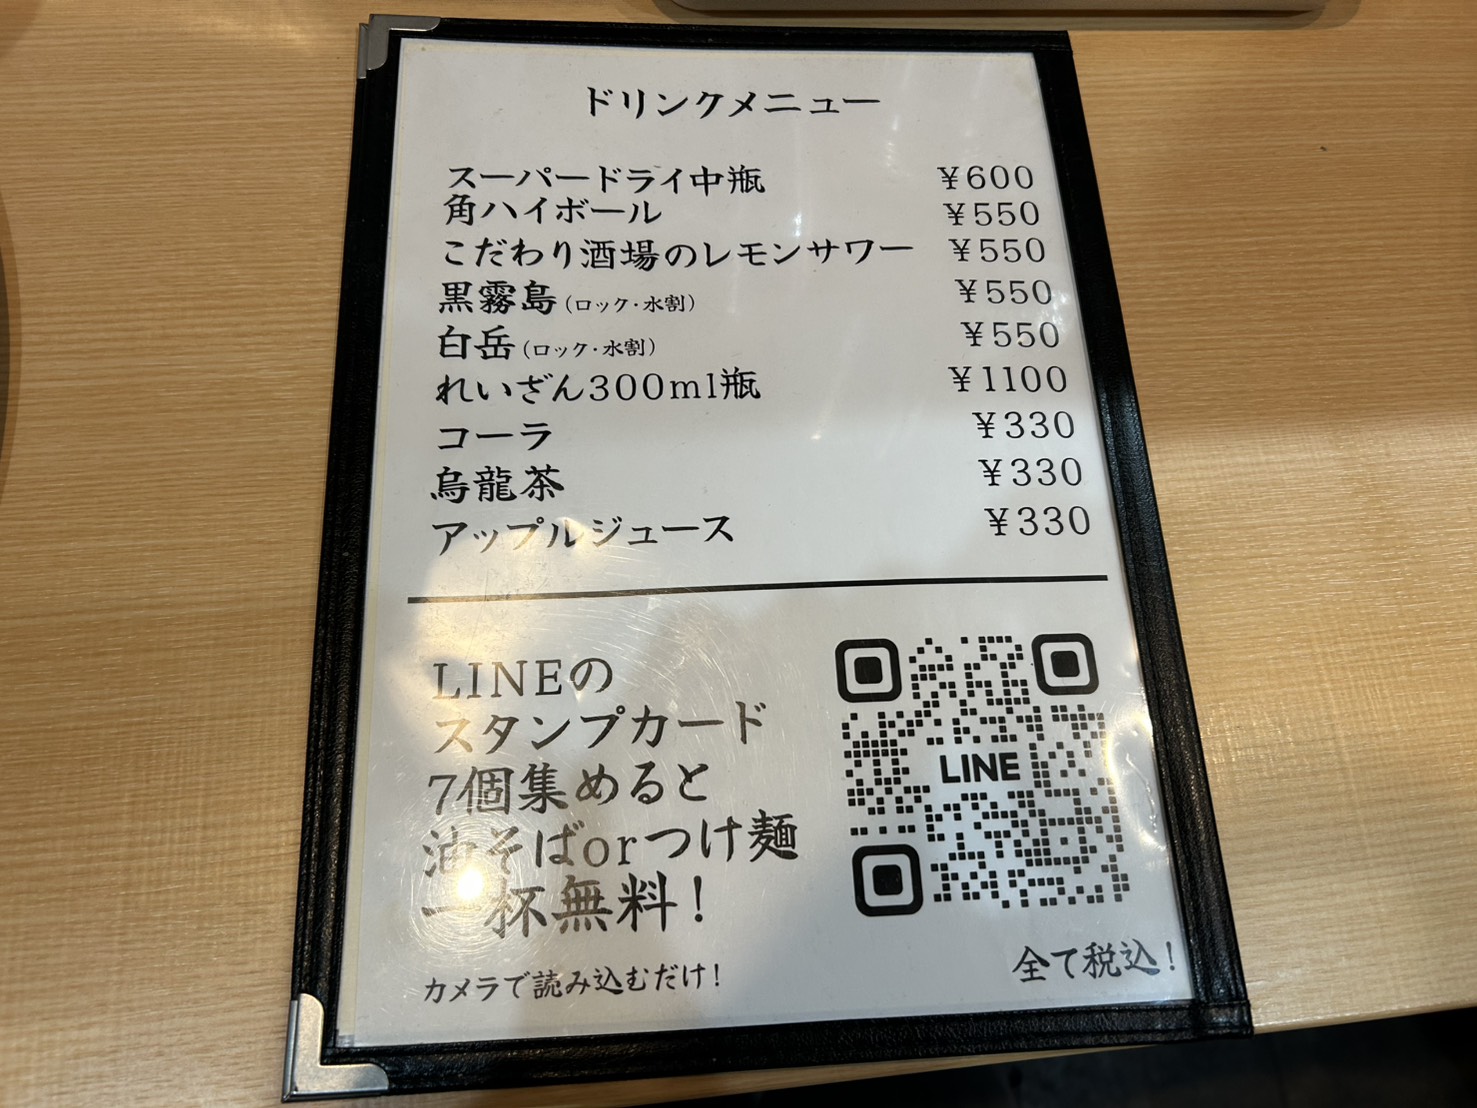 ドリンクメニュー
スーパードライ中瓶 ¥600
角ハイボール ¥550
こだわり酒場のレモンサワー ¥550
黒霧島(ロック・水割) ¥550
白岳(ロック・水割) ¥550
れいざん300ml瓶 ¥1100
コーラ ¥330
烏龍茶 ¥330
アップルジュース ¥330
LINEの
スタンプカード
7個集めると
油そばorつけ麺
一杯無料!
カメラで読み込むだけ!
LINE
全て税込!